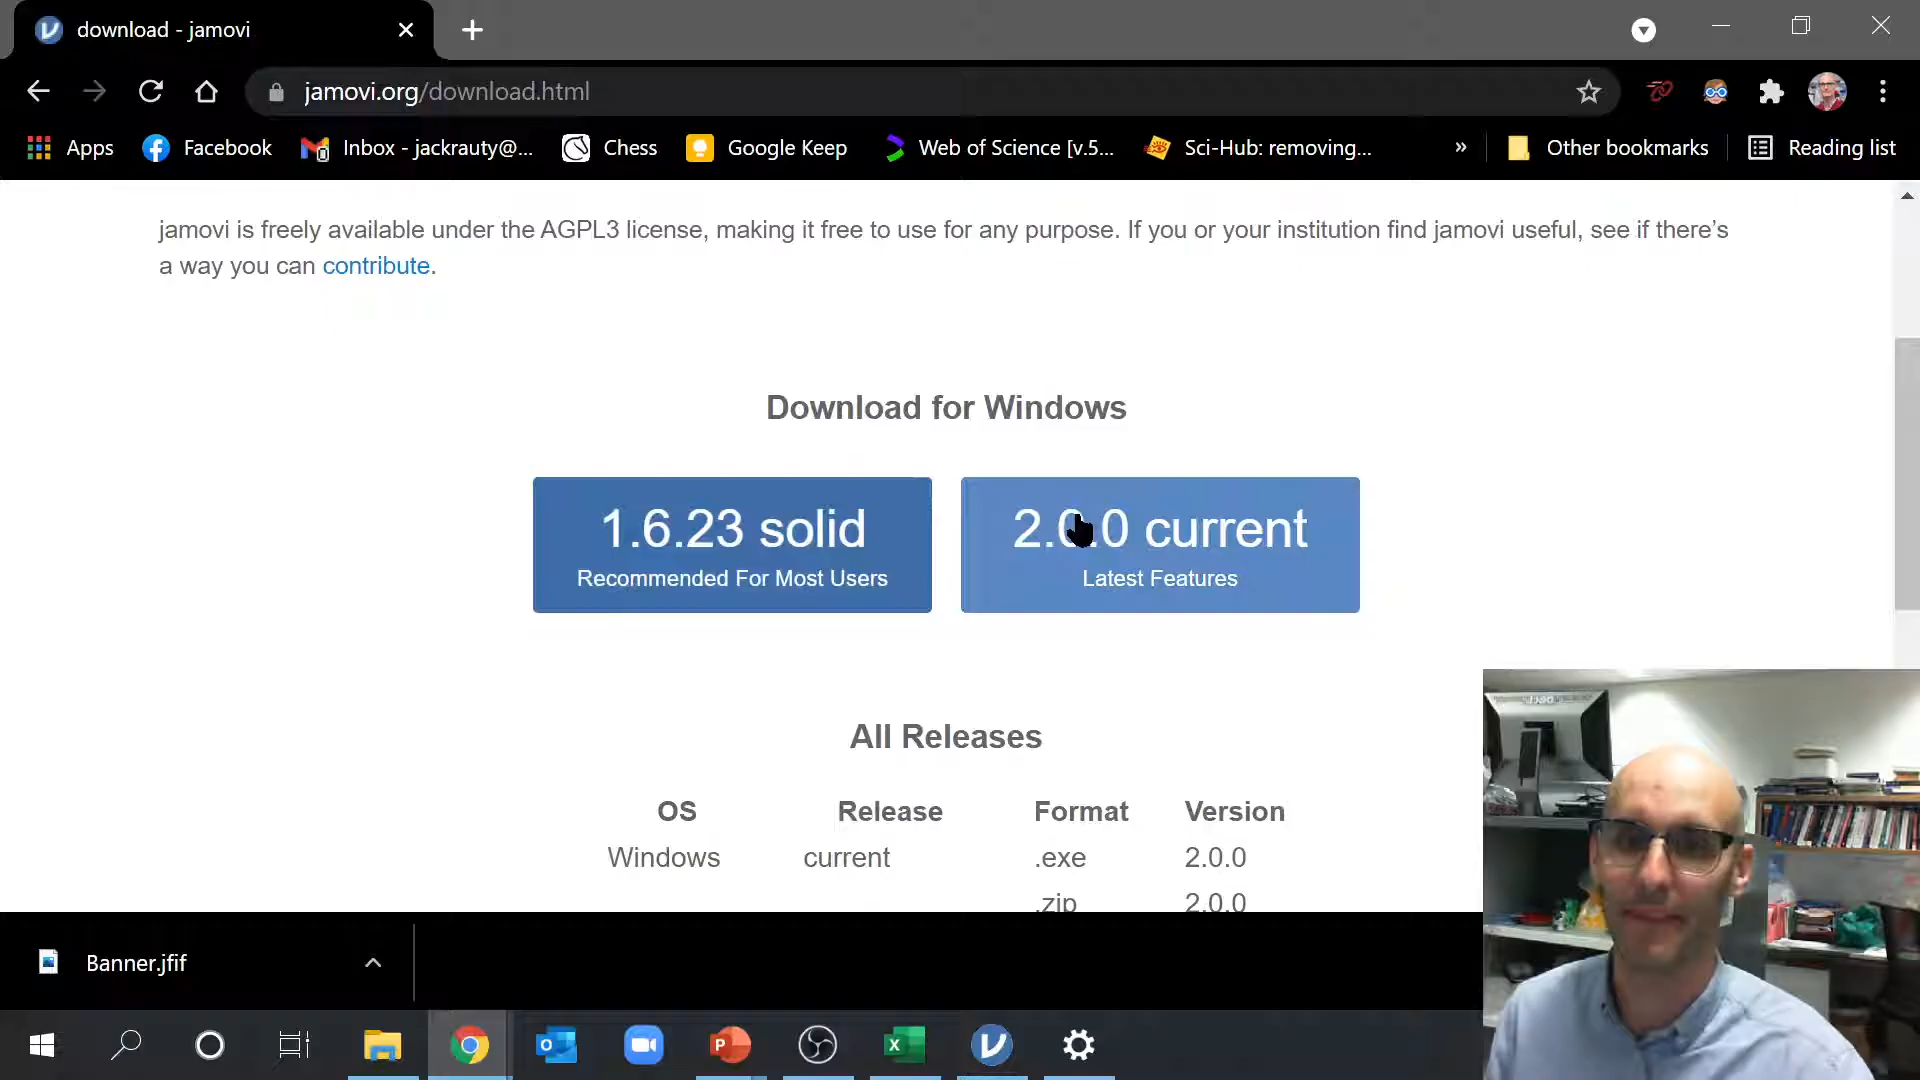 download - jamovi
jamovi.org/download.html
Apps Facebook Inbox - jackrauty@... Chess Google Keep Web of Science [v.5... Sci-Hub: removing... » Other bookmarks Reading list
jamovi is freely available under the AGPL3 license, making it free to use for any purpose. If you or your institution find jamovi useful, see if there's
a way you can contribute.
Download for Windows
1.6.23 solid
Recommended For Most Users
2.0.0 current
Latest Features
All Releases
OS Release Format Version
Windows current .exe 2.0.0
.zip 2.0.0
Banner.jfif